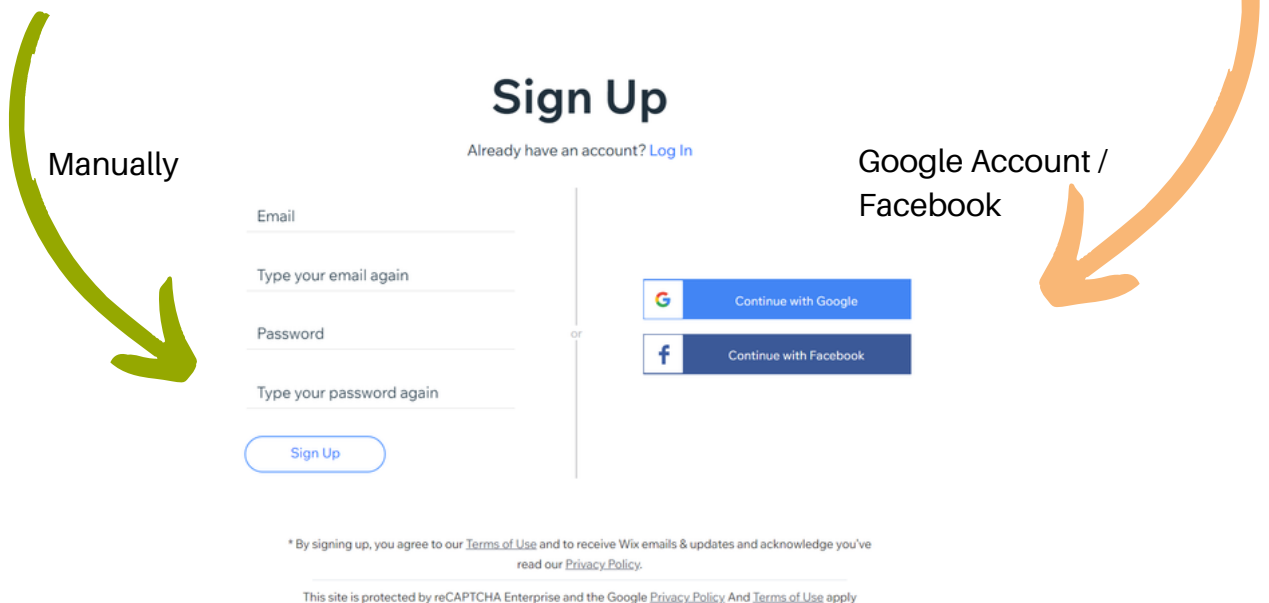 Sign Up
Already have an account? Log In
Manually
Google Account /
Facebook
Email
Type your email again
Password
Type your password again
Sign Up
or
G
Continue with Google
f
Continue with Facebook
* By signing up, you agree to our Terms of Use and to receive Wix emails & updates and acknowledge you've
read our Privacy Policy.
This site is protected by reCAPTCHA Enterprise and the Google Privacy Policy And Terms of Use apply